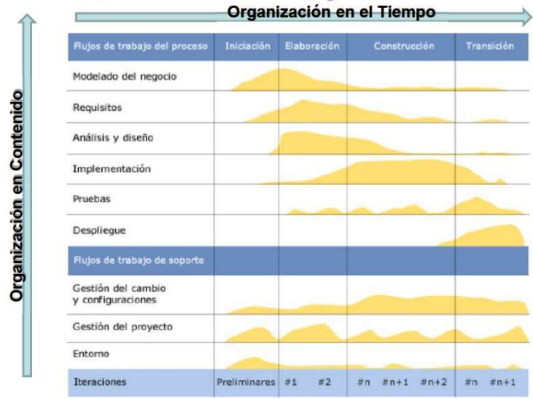 Organización en el Tiempo
Organización en Contenido
Flujos de trabajo del proceso Iniciación Elaboración Construcción Transición
Modelado del negocio
Requisitos
Análisis y diseño
Implementación
Pruebas
Despliegue
Flujos de trabajo de soporte
Gestión del cambio
y configuraciones
Gestión del proyecto
Entorno
Iteraciones Preliminares #1 #2 #n #n+1 #n+2 #n #n+1